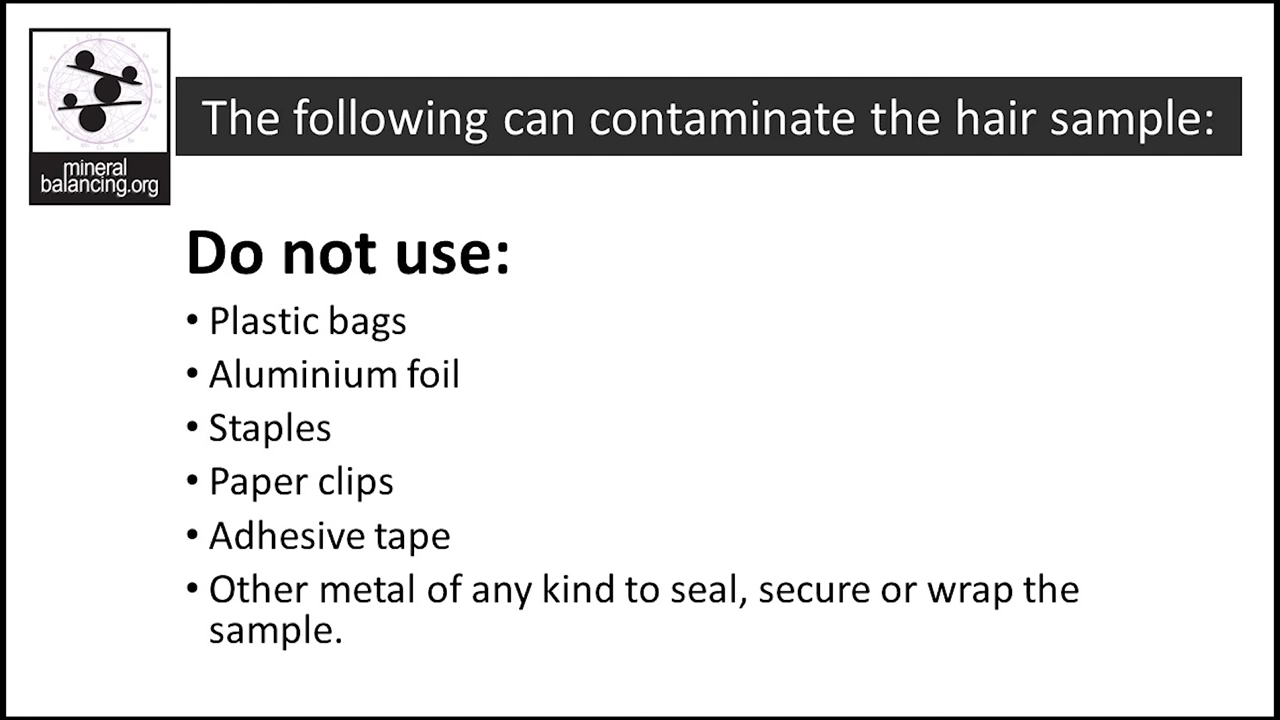 mineral
balancing.org
The following can contaminate the hair sample:
Do not use:
• Plastic bags
• Aluminium foil
• Staples
• Paper clips
• Adhesive tape
• Other metal of any kind to seal, secure or wrap the
sample.